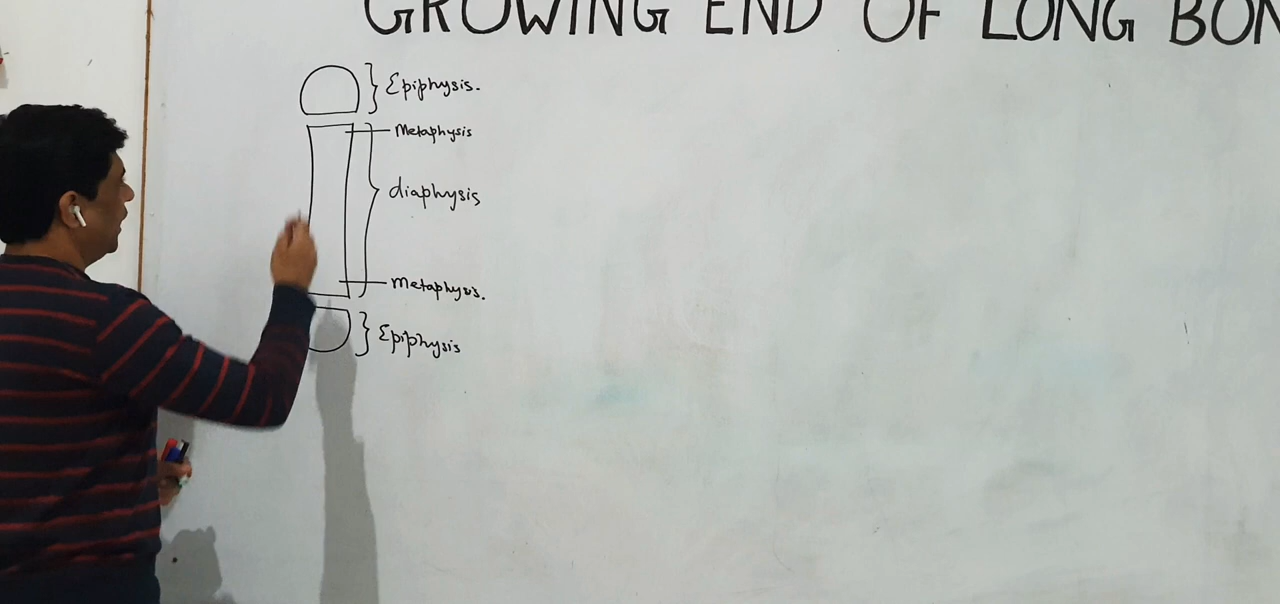 GROWING END OF LONG BON
Epiphysis.
Metaphysis
diaphysis
Metaphysis.
Epiphysis